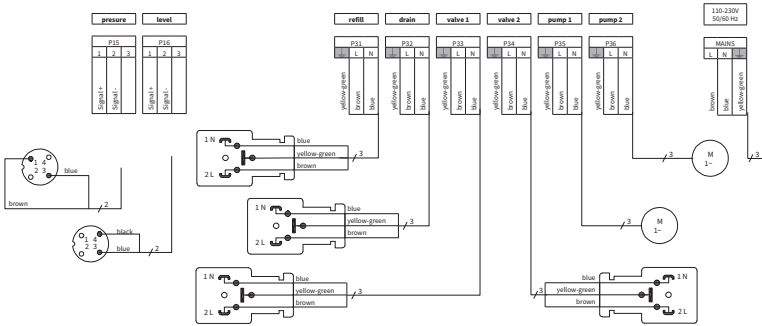 presure level refill drain valve 1 valve 2 pump 1 pump 2 110-230V
50/60 Hz
P15 P16 P31 P32 P33 P34 P35 P36 MAINS
1 2 3 1 2 3 L N L N L N L N L N L N L N
Signal + Signal - Signal + Signal - yellow-green brown blue yellow-green brown blue yellow-green brown blue yellow-green brown blue yellow-green brown blue yellow-green brown blue brown blue yellow-green
1 N blue
yellow-green 3
brown
2 L
1 4
2 3 blue
brown 2
3 M
1~ 3
1 N blue
yellow-green 3
brown
2 L
3 M
1~
1 4 black
2 3 blue 2
1 N blue
yellow-green 3
brown
2 L
3 blue 1 N
yellow-green
brown 2 L